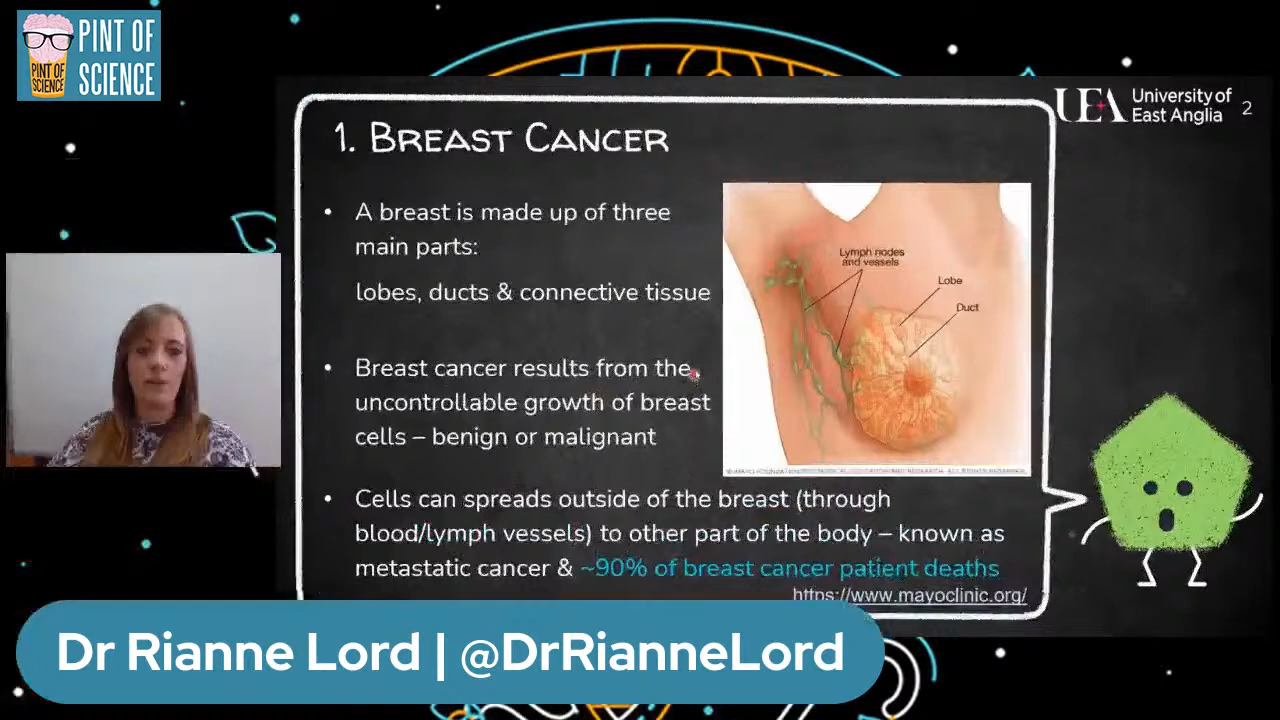 PINT OF
SCIENCE
PINT OF
SCIENCE
UEA
University of
East Anglia
2
1. BREAST CANCER
• A breast is made up of three
main parts:
lobes, ducts & connective tissue
• Breast cancer results from the
uncontrollable growth of breast
cells – benign or malignant
Lymph nodes
and vessels
Lobe
Duct
• Cells can spreads outside of the breast (through
blood/lymph vessels) to other part of the body – known as
metastatic cancer & ~90% of breast cancer patient deaths
https://www.mayoclinic.org/
Dr Rianne Lord | @DrRianneLord